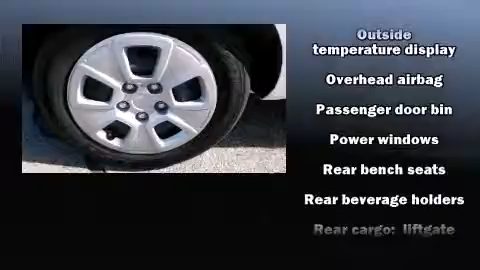 Outside
temperature display
Overhead airbag
Passenger door bin
Power windows
Rear bench seats
Rear beverage holders
Rear cargo: liftgate